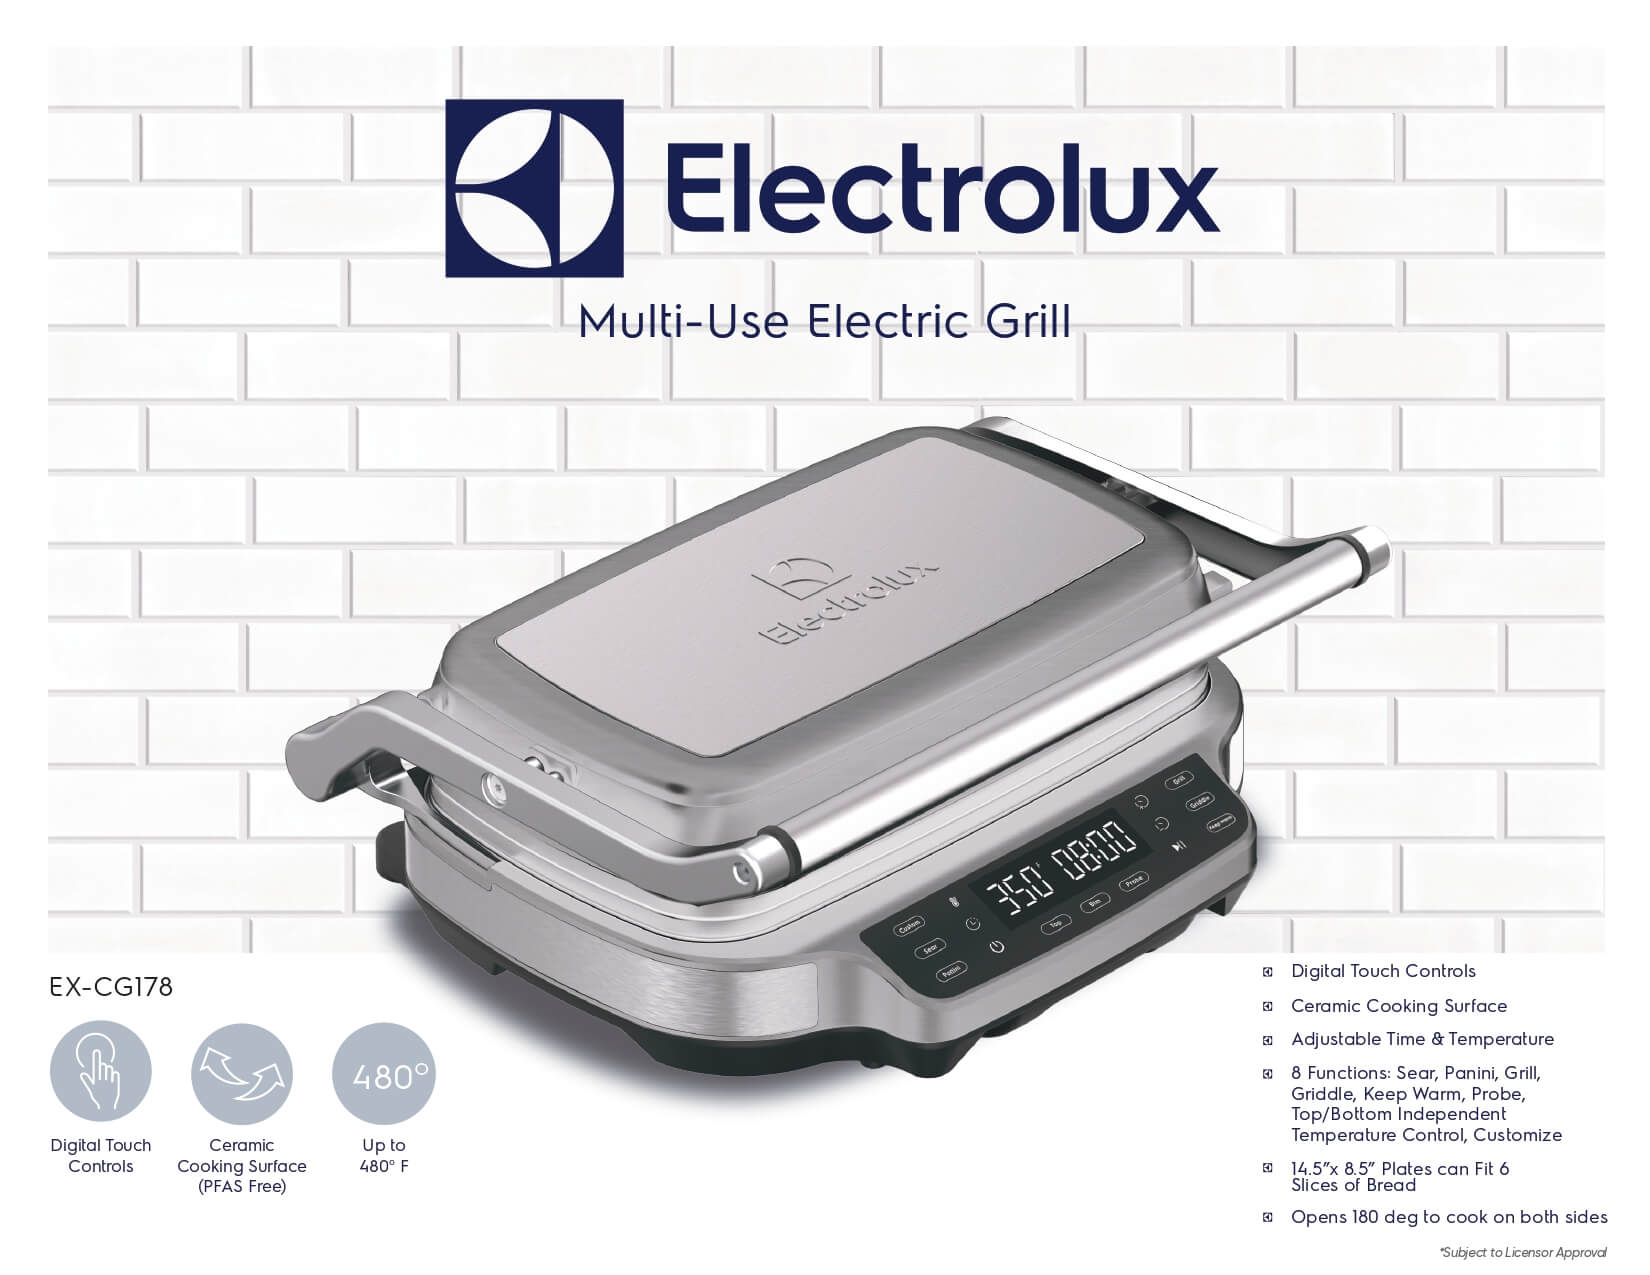 Electrolux
Multi-Use Electric Grill
Electrolux
Grill
Griddle
Keep Warm
350°F 08:00
Custom
Sear
Panini
Top
Btm
Probe
EX-CG178
480°
Digital Touch
Controls
Ceramic
Cooking Surface
(PFAS Free)
Up to
480° F
Digital Touch Controls
Ceramic Cooking Surface
Adjustable Time & Temperature
8 Functions: Sear, Panini, Grill,
Griddle, Keep Warm, Probe,
Top/Bottom Independent
Temperature Control, Customize
14.5”x 8.5” Plates can Fit 6
Slices of Bread
Opens 180 deg to cook on both sides
*Subject to Licensor Approval